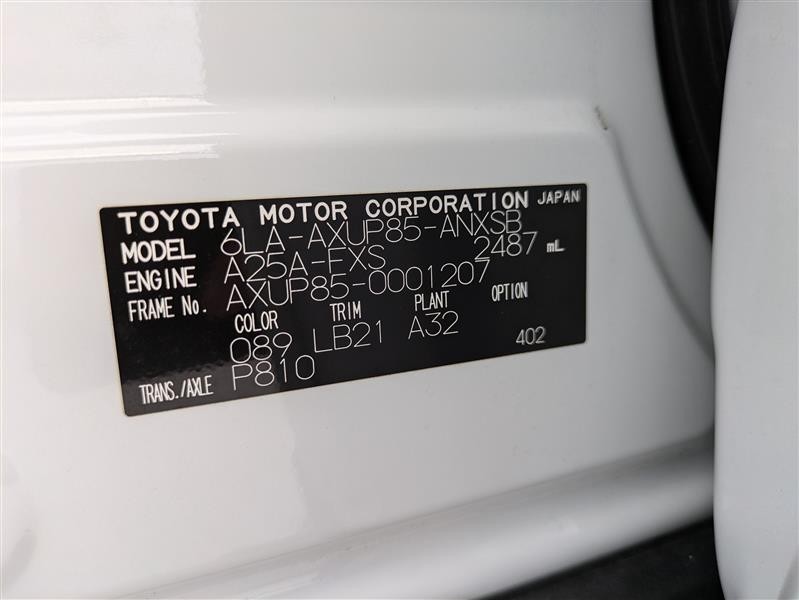 TOYOTA MOTOR CORPORATION JAPAN
MODEL 6LA-AXUP85-ANXSB
ENGINE A25A-FXS 2487 mL
FRAME No. AXUP85-0001207
COLOR TRIM PLANT OPTION
089 LB21 A32 402
TRANS./AXLE P810